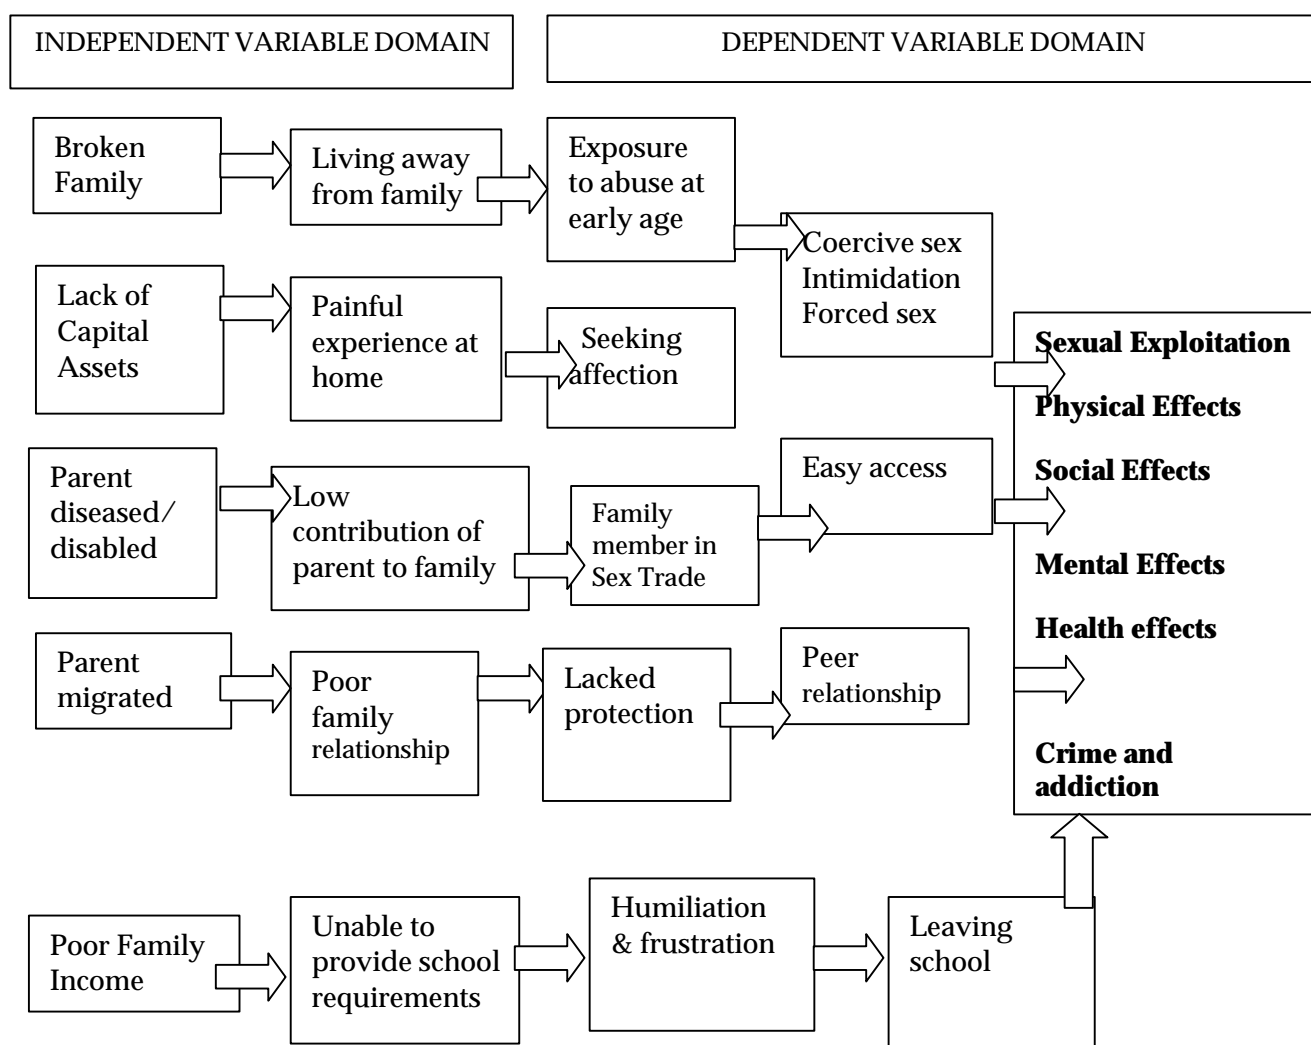 INDEPENDENT VARIABLE DOMAIN
DEPENDENT VARIABLE DOMAIN
Broken
Family
Living away
from family
Exposure
to abuse at
early age
Coercive sex
Intimidation
Forced sex
Lack of
Capital
Assets
Painful
experience at
home
Seeking
affection
Sexual Exploitation
Physical Effects
Social Effects
Mental Effects
Health effects
Crime and
addiction
Parent
diseased/
disabled
Low
contribution of
parent to family
Family
member in
Sex Trade
Easy access
Parent
migrated
Poor
family
relationship
Lacked
protection
Peer
relationship
Poor Family
Income
Unable to
provide school
requirements
Humiliation
& frustration
Leaving
school